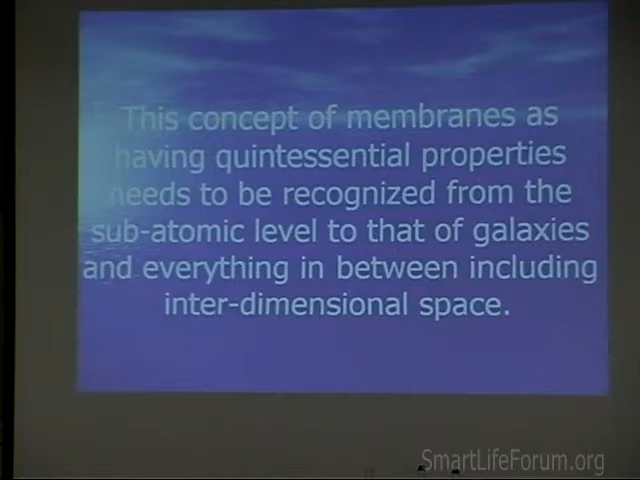 This concept of membranes as
having quintessential properties
needs to be recognized from the
sub-atomic level to that of galaxies
and everything in between including
inter-dimensional space.
SmartLifeForum.org